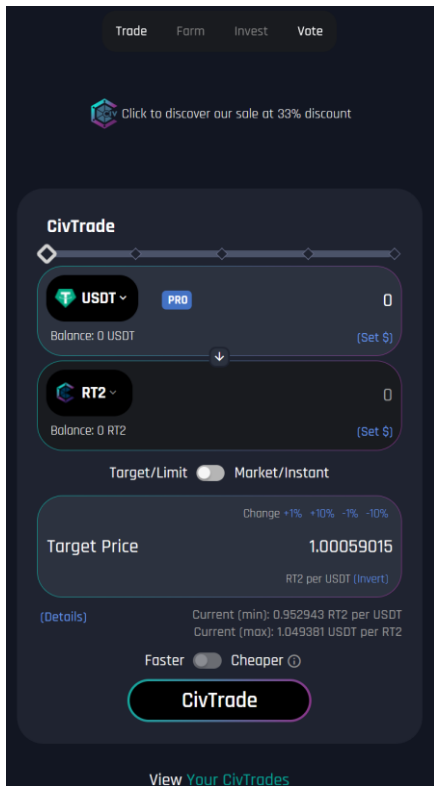 Trade Farm Invest Vote
Click to discover our sale at 33% discount
CivTrade
USDT PRO 0
Balance: 0 USDT (Set $)
RT2 0
Balance: 0 RT2 (Set $)
Target/Limit Market/Instant
Change +1% +10% -1% -10%
Target Price 1.00059015
RT2 per USDT (Invert)
(Details) Current (min): 0.952943 RT2 per USDT
Current (max): 1.049381 USDT per RT2
Faster Cheaper
CivTrade
View Your CivTrades